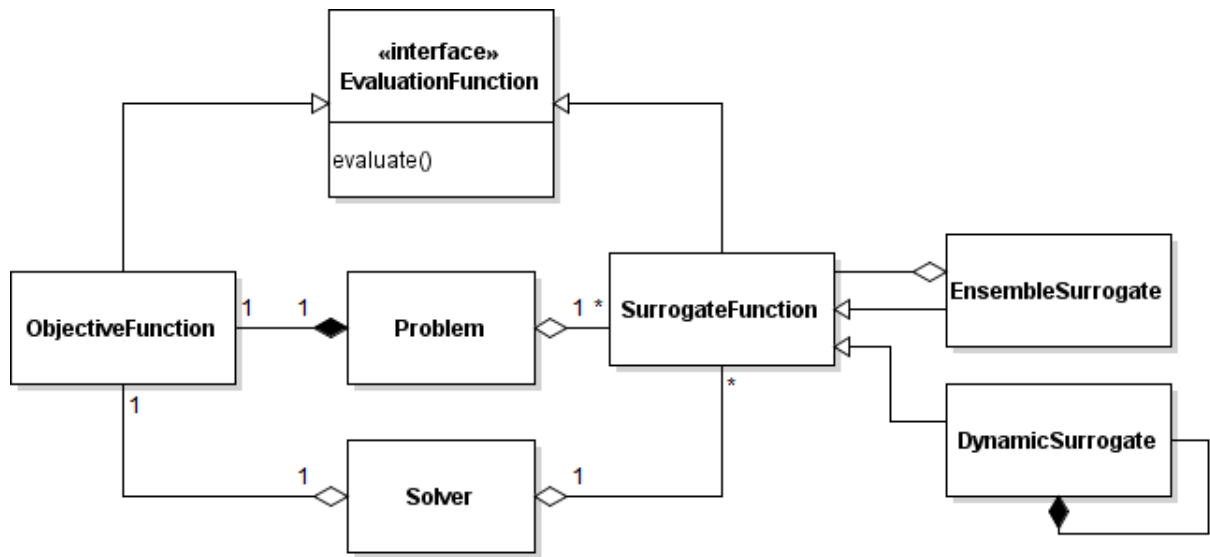 «interface»
EvaluationFunction
evaluate()
ObjectiveFunction
1
1
Problem
1
*
SurrogateFunction
EnsembleSurrogate
1
*
DynamicSurrogate
1
Solver
1